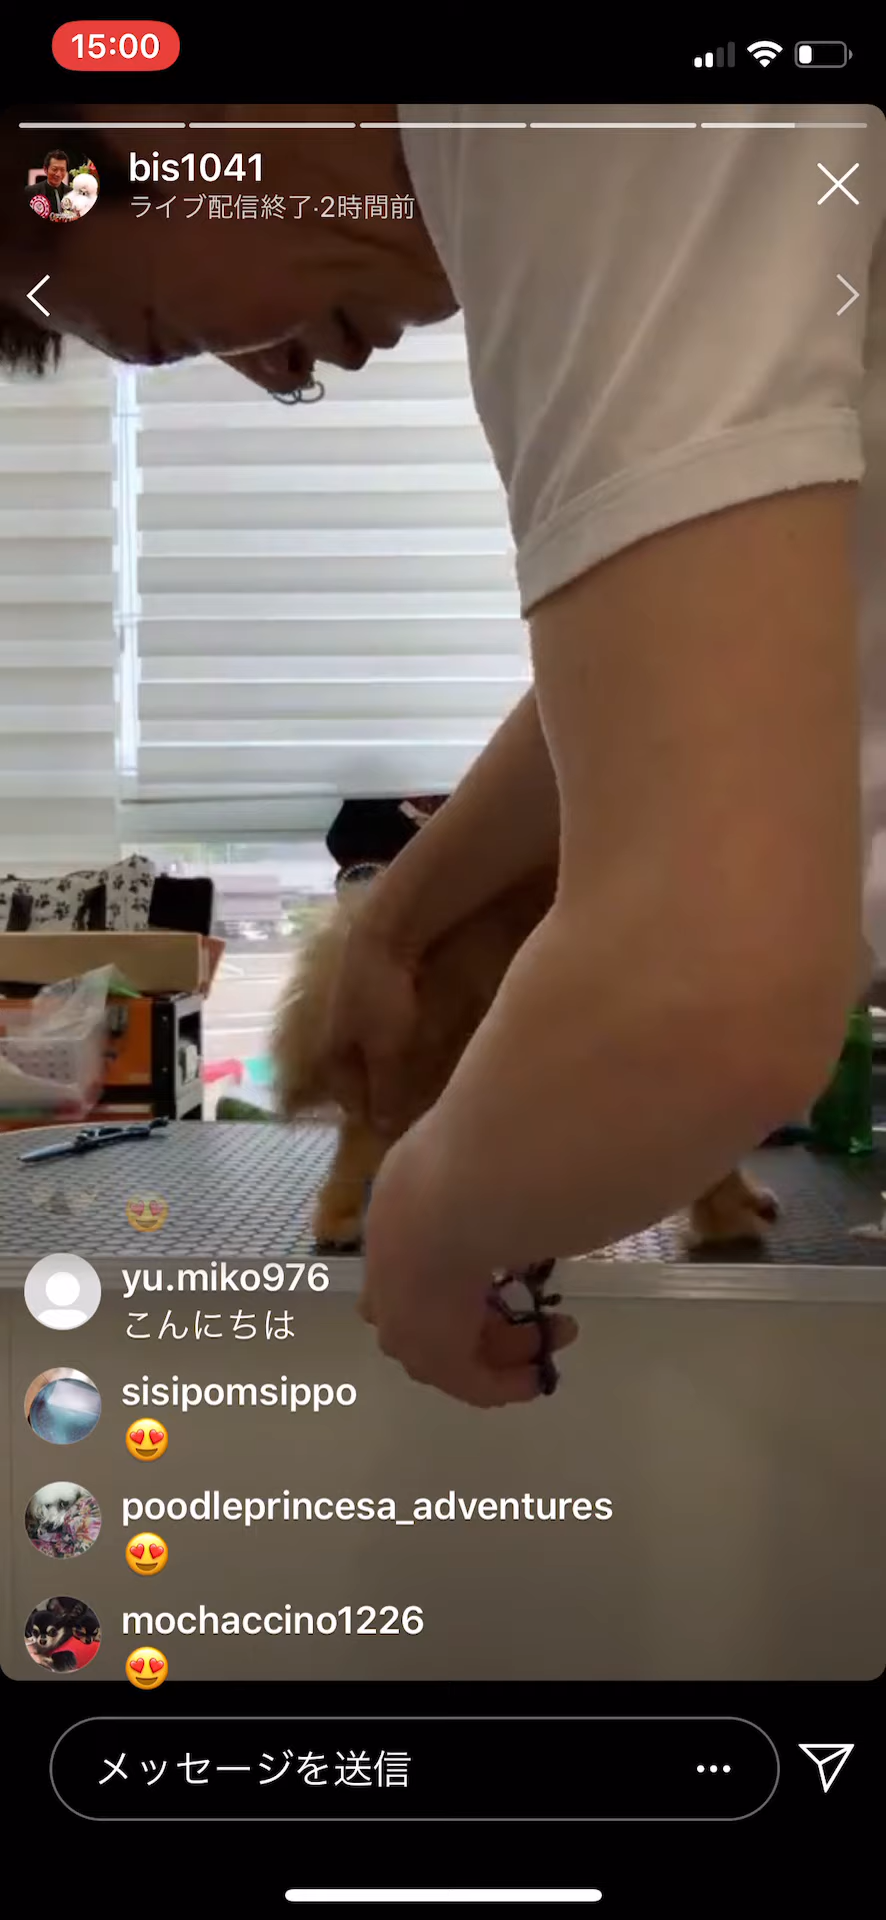 15:00
bis1041
ライブ配信終了·2時間前
😍
yu.miko976
こんにちは
sisipomsippo
😍
poodleprincesa_adventures
😍
mochaccino1226
😍
メッセージを送信